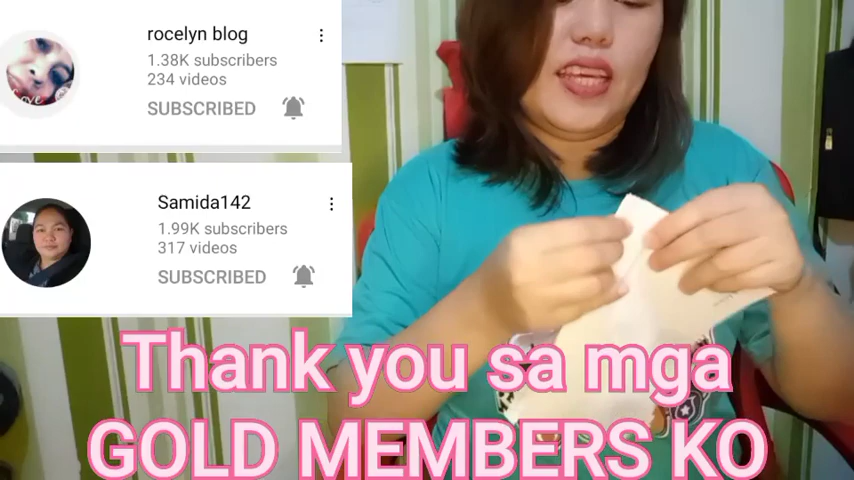 rocelyn blog
1.38K subscribers
234 videos
SUBSCRIBED
Samida142
1.99K subscribers
317 videos
SUBSCRIBED
Thank you sa mga
GOLD MEMBERS KO